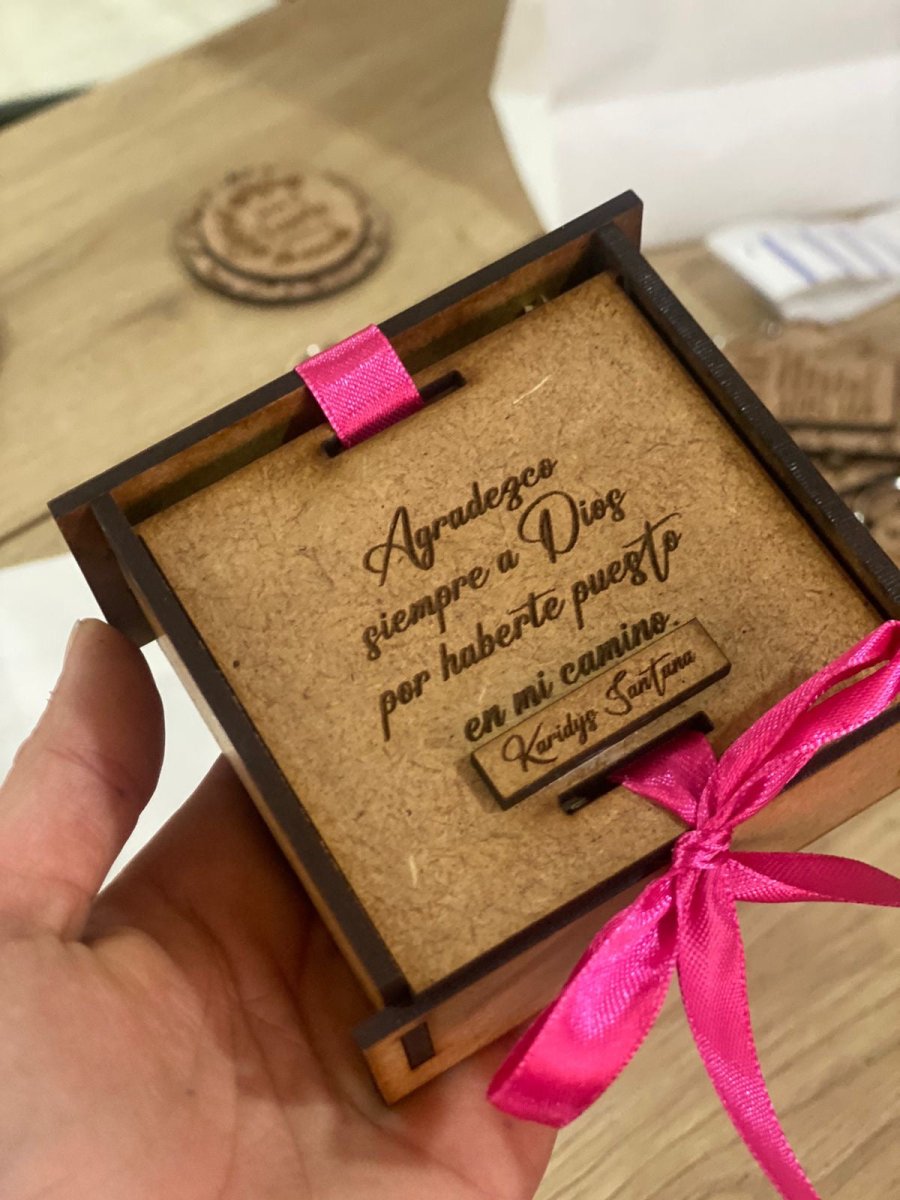 Agradezco
siempre a Dios
por haberte puesto
en mi camino.
Karidys Santana